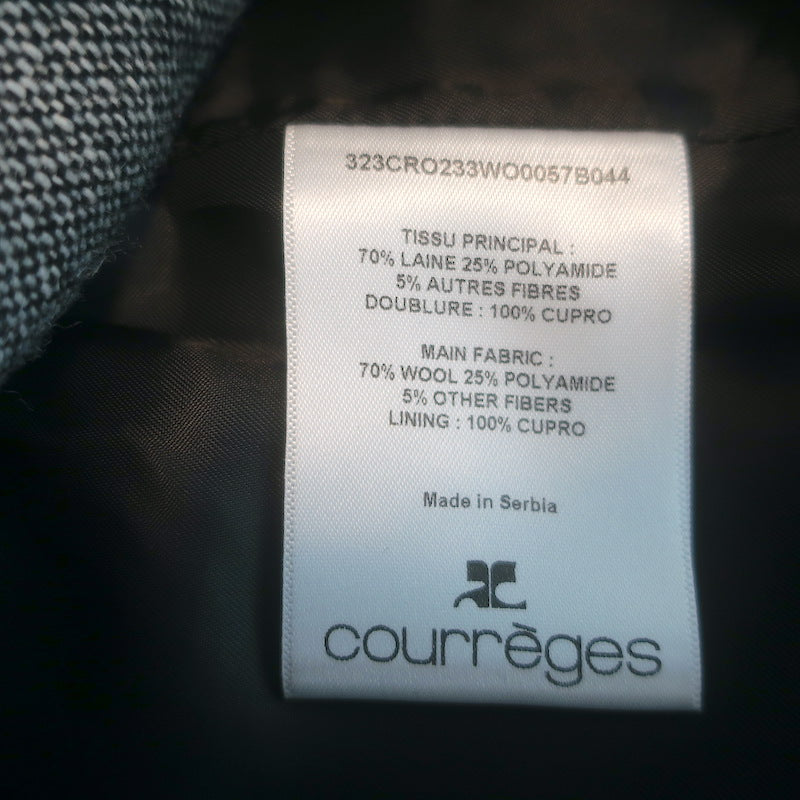 323CRO233WO0057B044
TISSU PRINCIPAL :
70% LAINE 25% POLYAMIDE
5% AUTRES FIBRES
DOUBLURE : 100% CUPRO
MAIN FABRIC :
70% WOOL 25% POLYAMIDE
5% OTHER FIBERS
LINING : 100% CUPRO
Made in Serbia
courrèges